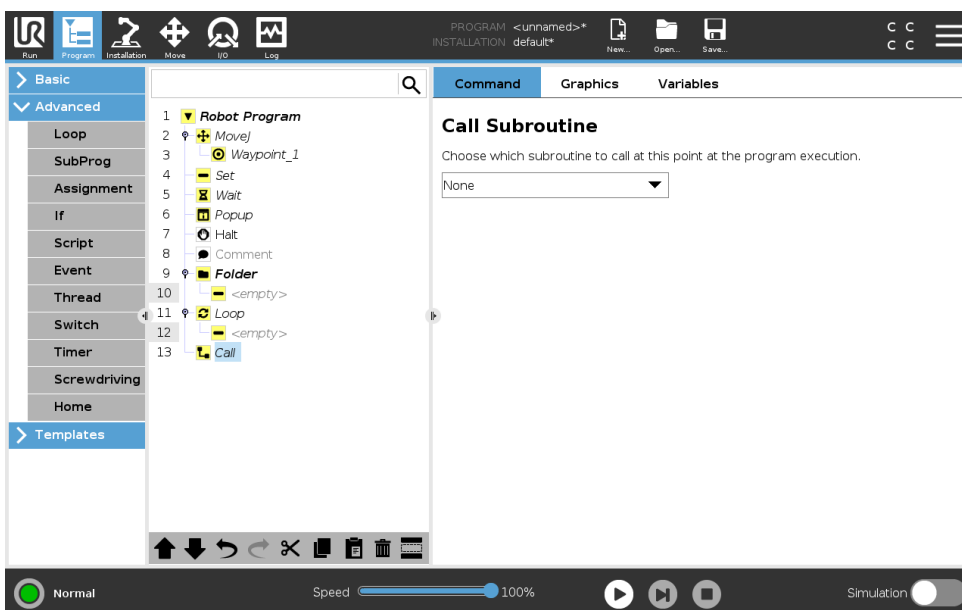 UR
PROGRAM <unnamed>*
INSTALLATION default*
New... Open... Save...
C C
C C
Run Program Installation Move I/O Log
Basic
Advanced
Loop
SubProg
Assignment
If
Script
Event
Thread
Switch
Timer
Screwdriving
Home
Templates
1 Robot Program
2 MoveJ
3 Waypoint_1
4 Set
5 Wait
6 Popup
7 Halt
8 Comment
9 Folder
10 <empty>
11 Loop
12 <empty>
13 Call
Command Graphics Variables
Call Subroutine
Choose which subroutine to call at this point at the program execution.
None
Normal
Speed 100%
Simulation